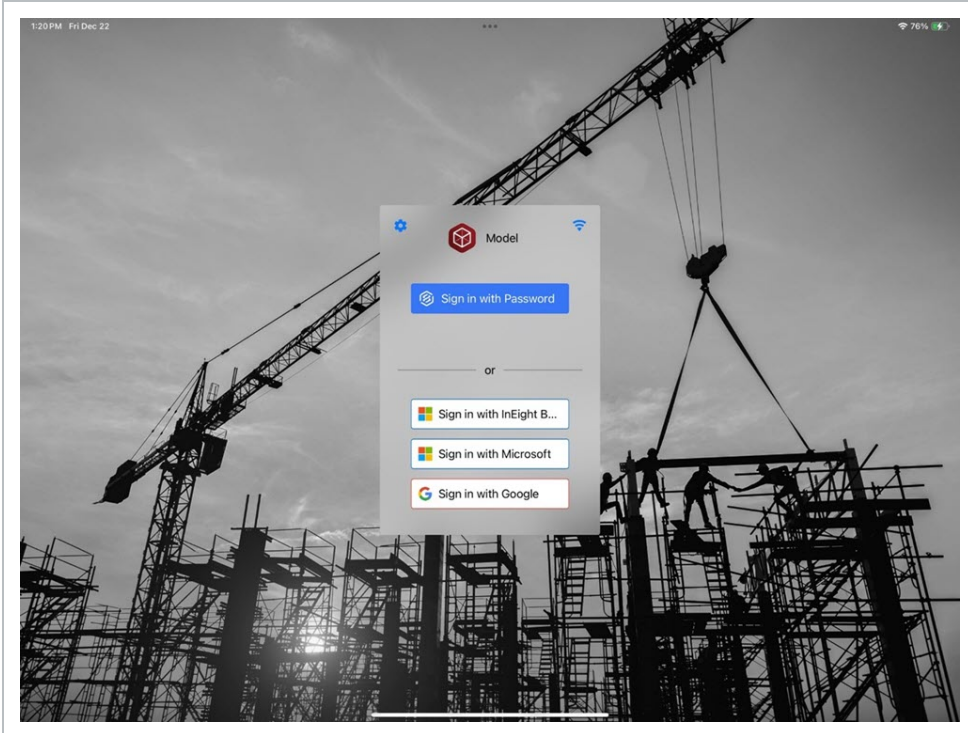 1:20 PM Fri Dec 22
76%
Model
Sign in with Password
or
Sign in with InEight B...
Sign in with Microsoft
Sign in with Google